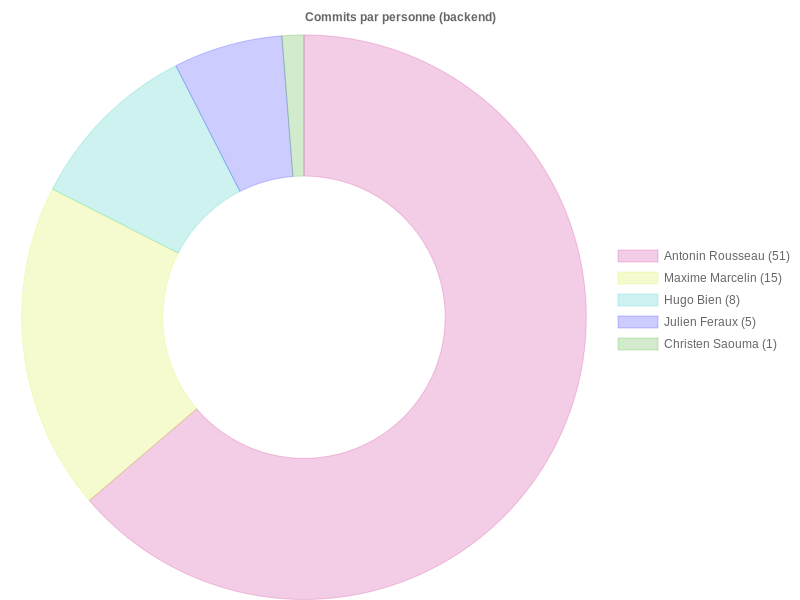 Commits par personne (backend)
Antonin Rousseau (51)
Maxime Marcelin (15)
Hugo Bien (8)
Julien Feraux (5)
Christen Saouma (1)